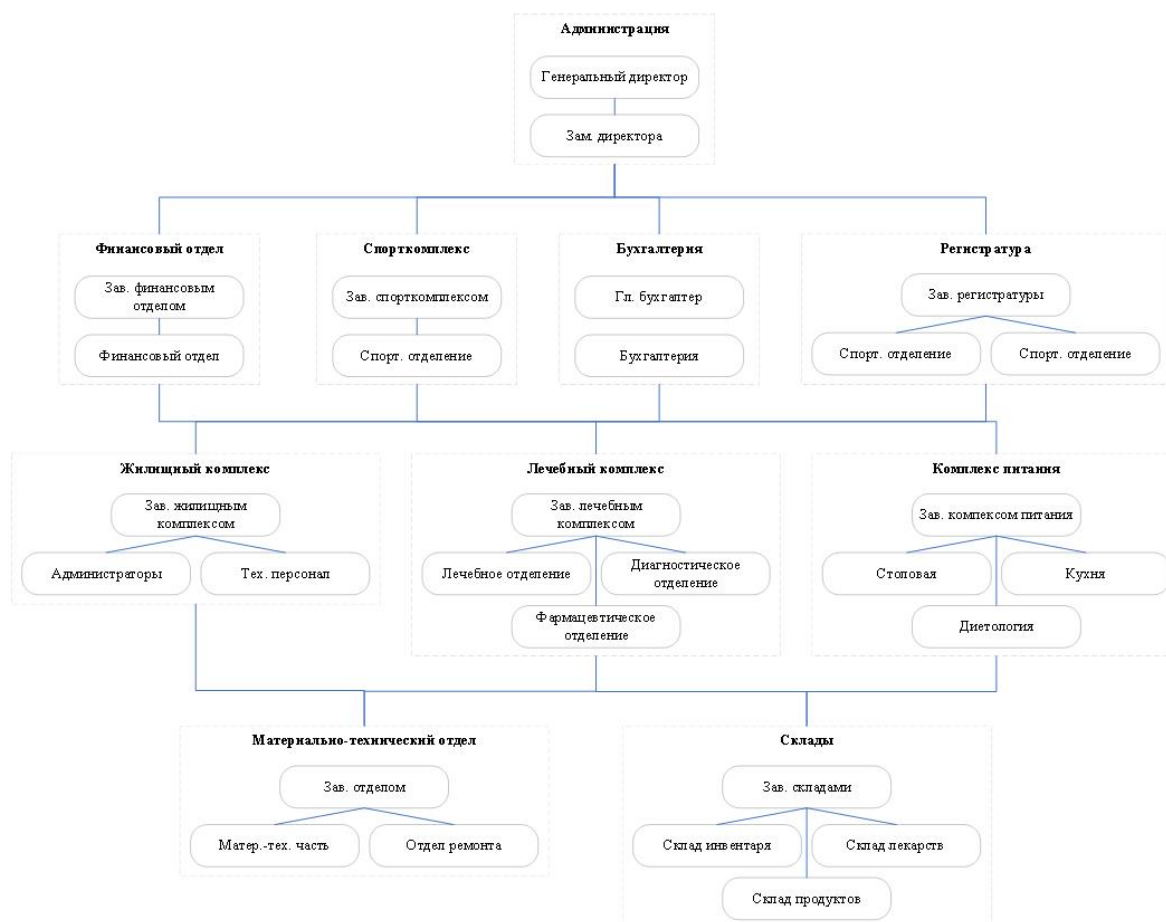 Администрация
Генеральный директор
Зам. директора
Финансовый отдел
Зав. финансовым
отделом
Финансовый отдел
Спорткомплекс
Зав. спорткомплексом
Спорт. отделение
Бухгалтерия
Гл. бухгалтер
Бухгалтерия
Регистратура
Зав. регистратуры
Спорт. отделение
Спорт. отделение
Жилищный комплекс
Зав. жилищным
комплексом
Администраторы
Тех. персонал
Лечебный комплекс
Зав. лечебным
комплексом
Лечебное отделение
Диагностическое
отделение
Фармацевтическое
отделение
Комплекс питания
Зав. компексом питания
Столовая
Кухня
Диетология
Материально-технический отдел
Зав. отделом
Матер.-тех. часть
Отдел ремонта
Склады
Зав. складами
Склад инвентаря
Склад лекарств
Склад продуктов